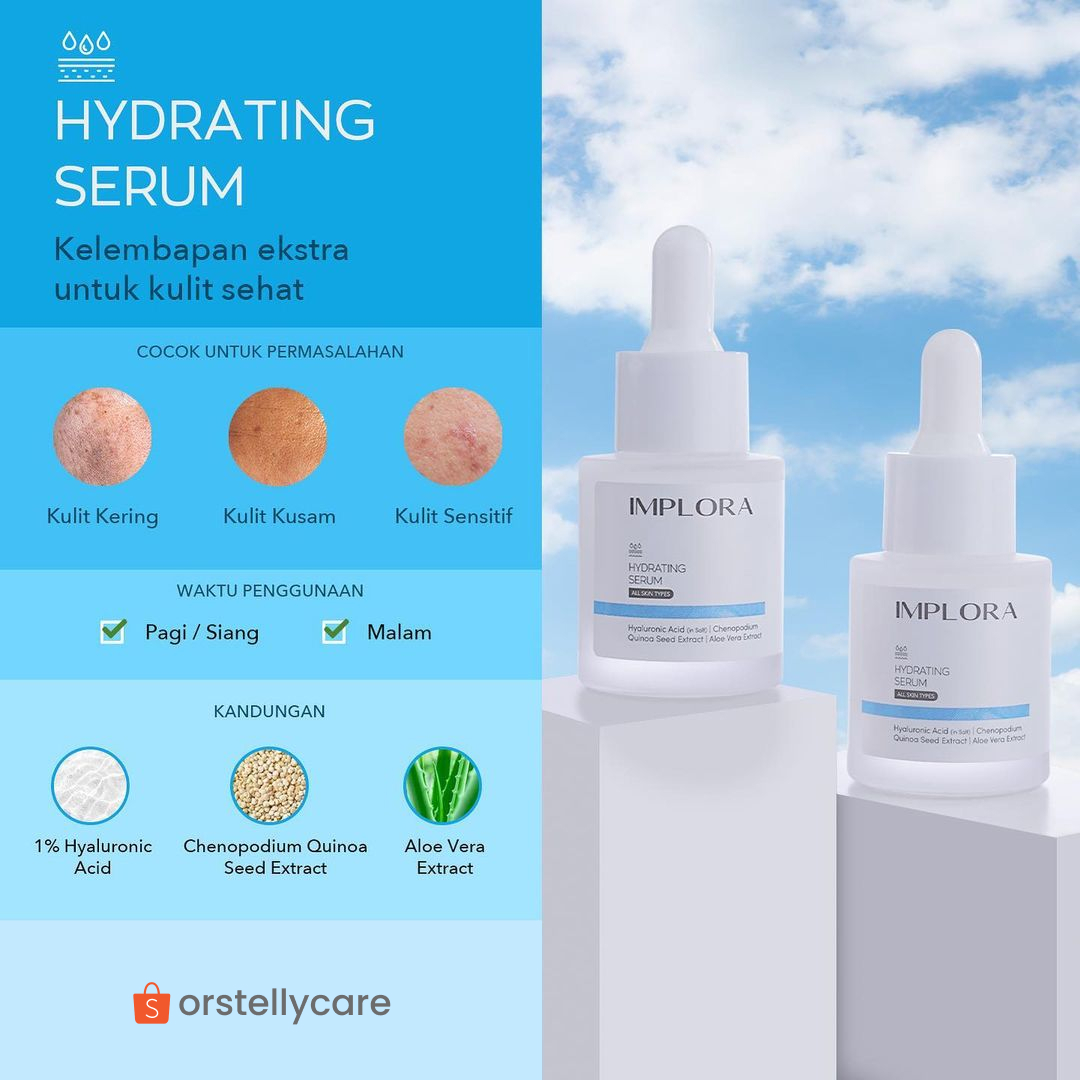 HYDRATING
SERUM
Kelembapan ekstra
untuk kulit sehat
COCOK UNTUK PERMASALAHAN
Kulit Kering
Kulit Kusam
Kulit Sensitif
WAKTU PENGGUNAAN
Pagi / Siang
Malam
KANDUNGAN
1% Hyaluronic
Acid
Chenopodium Quinoa
Seed Extract
Aloe Vera
Extract
S orstellycare
IMPLORA
HYDRATING
SERUM
ALL SKIN TYPES
Hyaluronic Acid (in Salt) | Chenopodium
Quinoa Seed Extract | Aloe Vera Extract
IMPLORA
HYDRATING
SERUM
ALL SKIN TYPES
Hyaluronic Acid (in Salt) | Chenopodium
Quinoa Seed Extract | Aloe Vera Extract